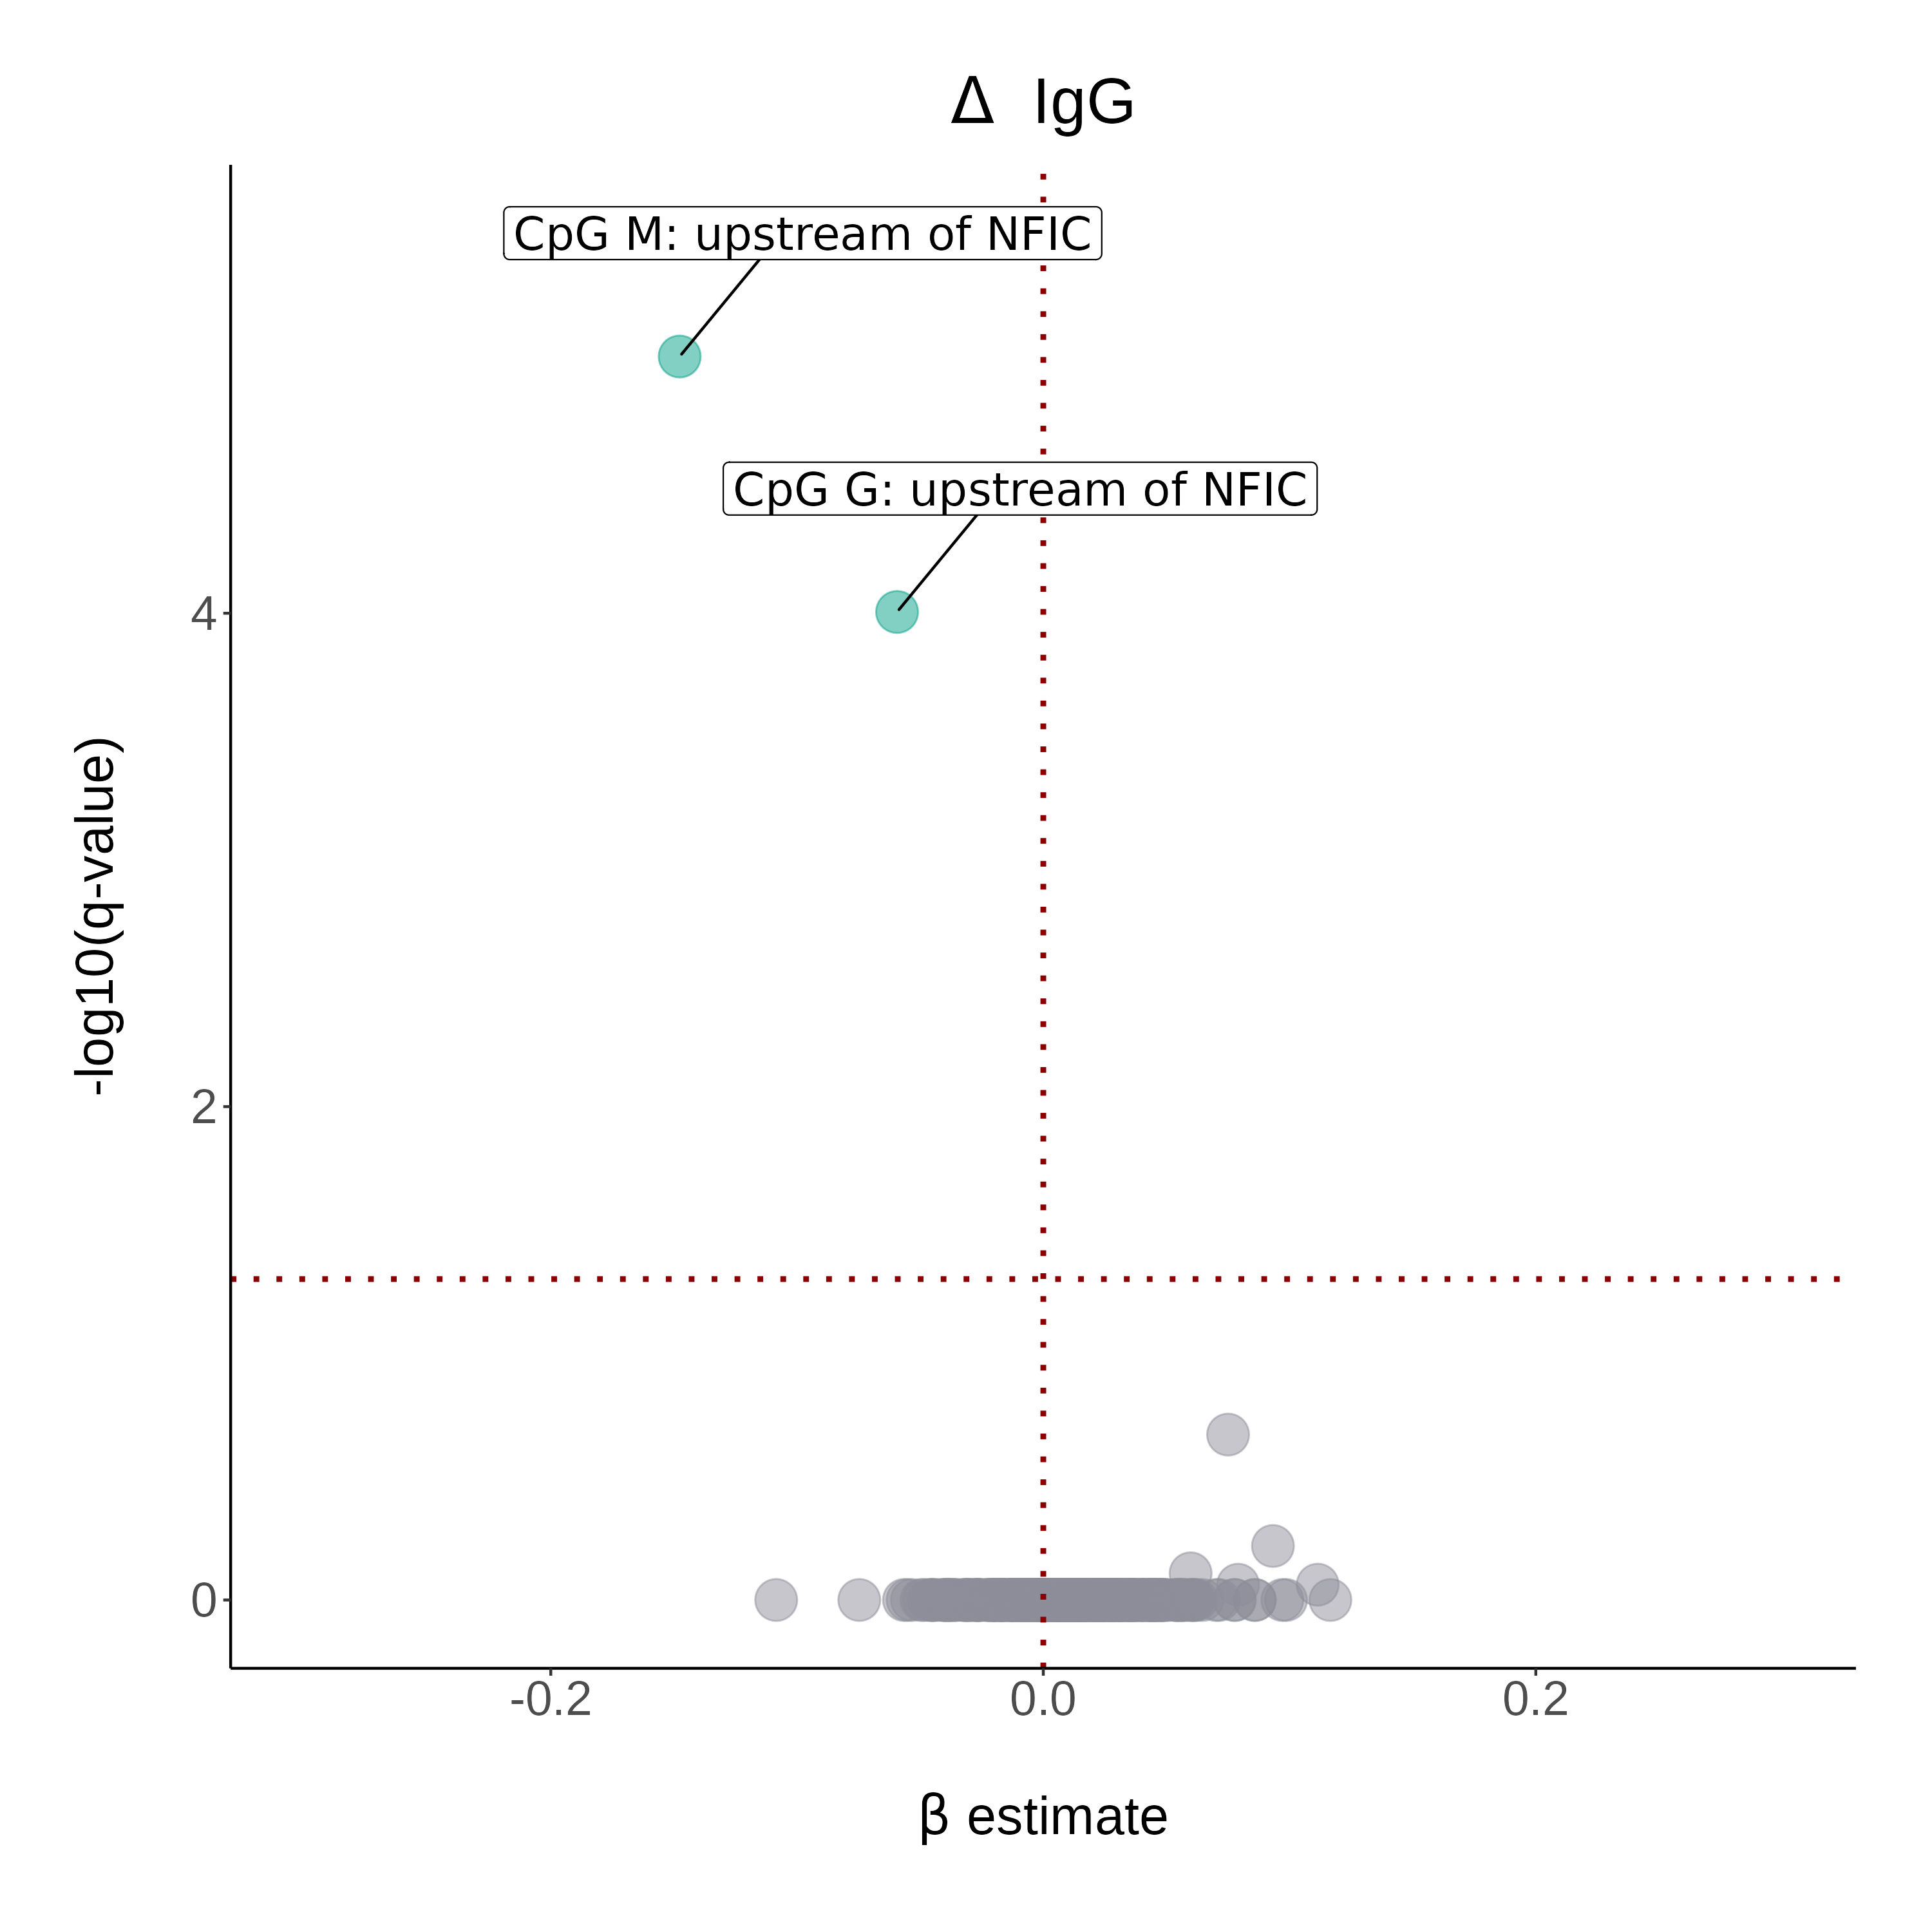 Δ IgG
CpG M: upstream of NFIC
CpG G: upstream of NFIC
4
2
0
-log10(q-value)
-0.2 0.0 0.2
β estimate